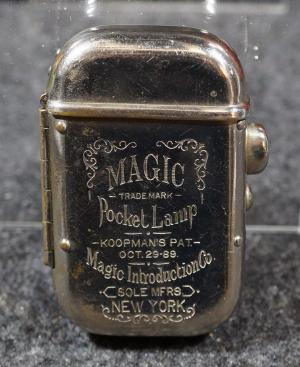 MAGIC
TRADE MARK
Pocket Lamp
KOOPMAN'S PAT.
OCT. 29-89.
Magic Introduction Co.
SOLE MFRS
NEW YORK